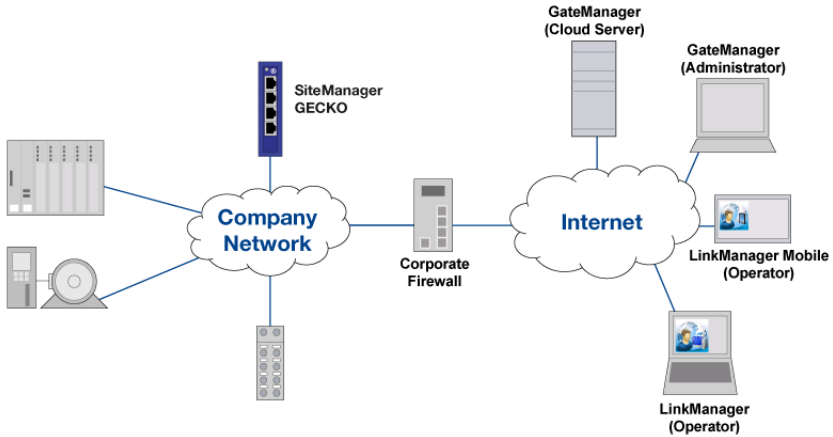 GateManager
(Cloud Server)
GateManager
(Administrator)
SiteManager
GECKO
Company
Network
Internet
Corporate
Firewall
LinkManager Mobile
(Operator)
LinkManager
(Operator)